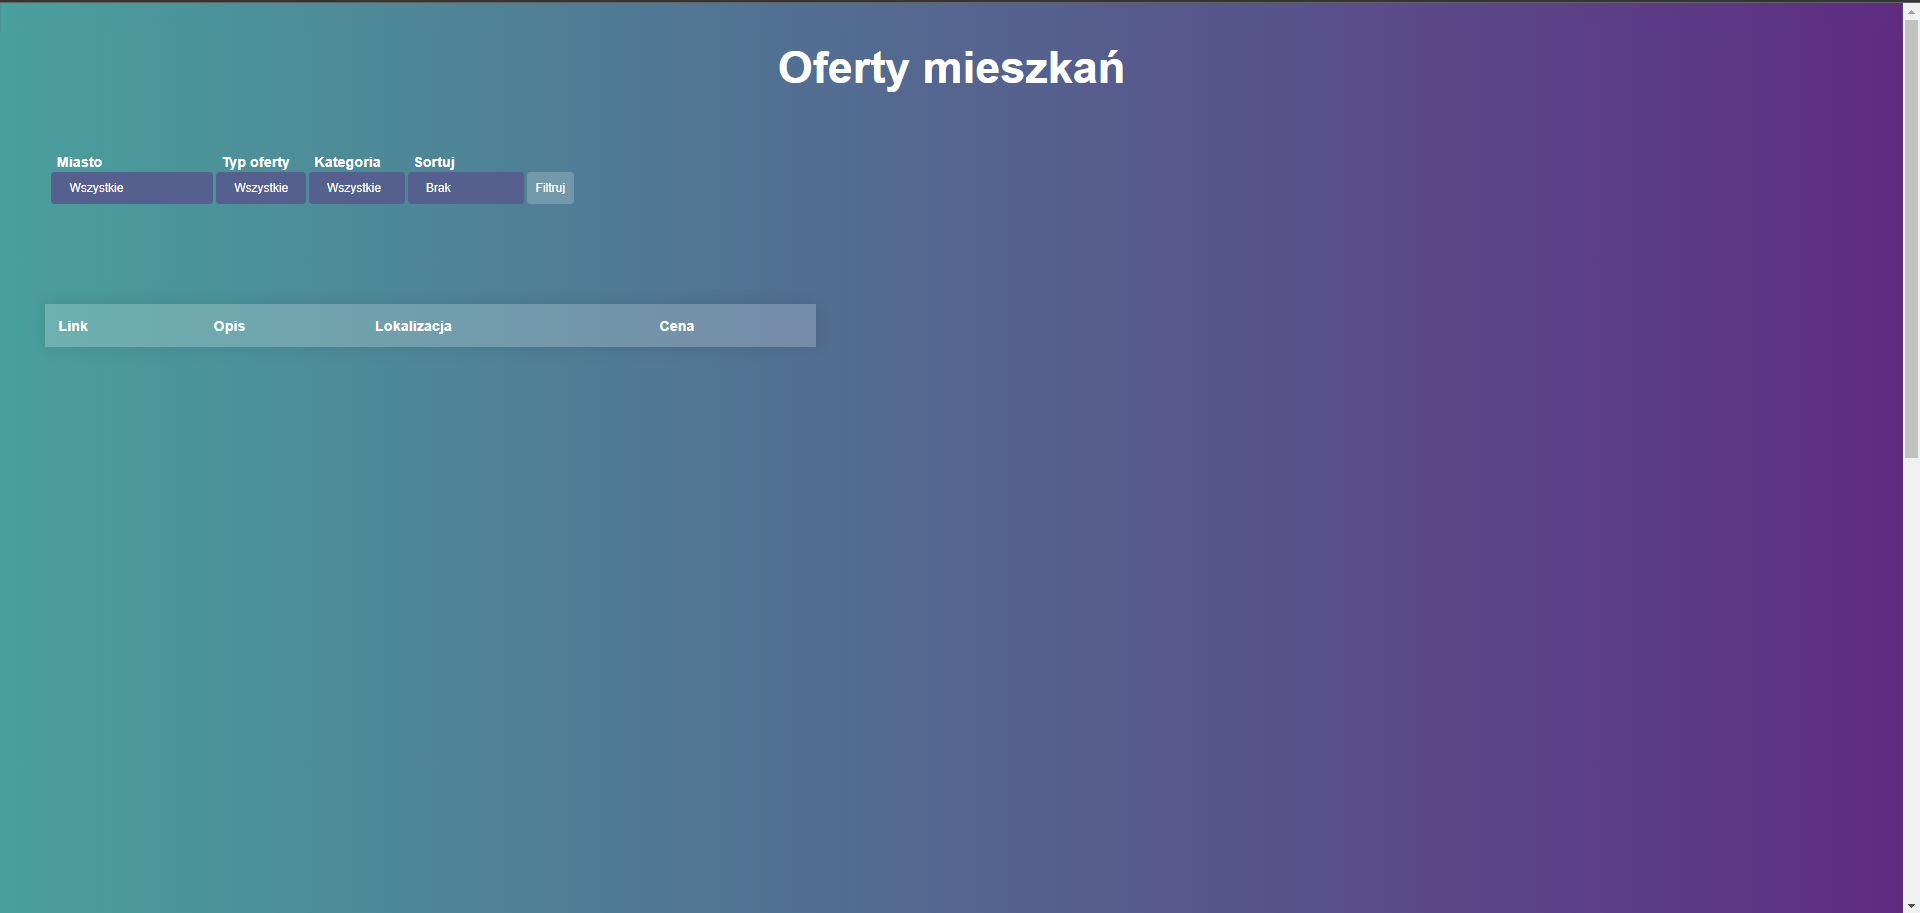 Oferty mieszkań
Miasto Typ oferty Kategoria Sortuj
Wszystkie Wszystkie Wszystkie Brak Filtruj
Link Opis Lokalizacja Cena